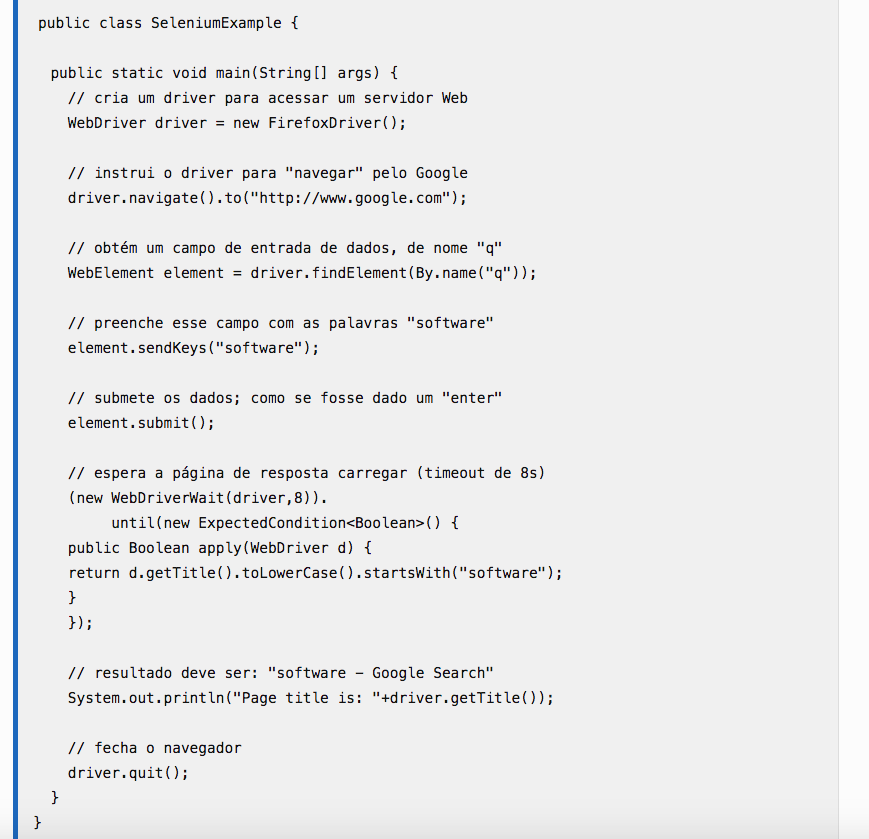 public class SeleniumExample {
public static void main(String[] args) {
// cria um driver para acessar um servidor Web
WebDriver driver = new FirefoxDriver();
// instrui o driver para "navegar" pelo Google
driver.navigate().to("http://www.google.com");
// obtém um campo de entrada de dados, de nome "q"
WebElement element = driver.findElement(By.name("q"));
// preenche esse campo com as palavras "software"
element.sendKeys("software");
// submete os dados; como se fosse dado um "enter"
element.submit();
// espera a página de resposta carregar (timeout de 8s)
(new WebDriverWait(driver,8)).
until(new ExpectedCondition<Boolean>() {
public Boolean apply(WebDriver d) {
return d.getTitle().toLowerCase().startsWith("software");
}
});
// resultado deve ser: "software – Google Search"
System.out.println("Page title is: "+driver.getTitle());
// fecha o navegador
driver.quit();
}
}